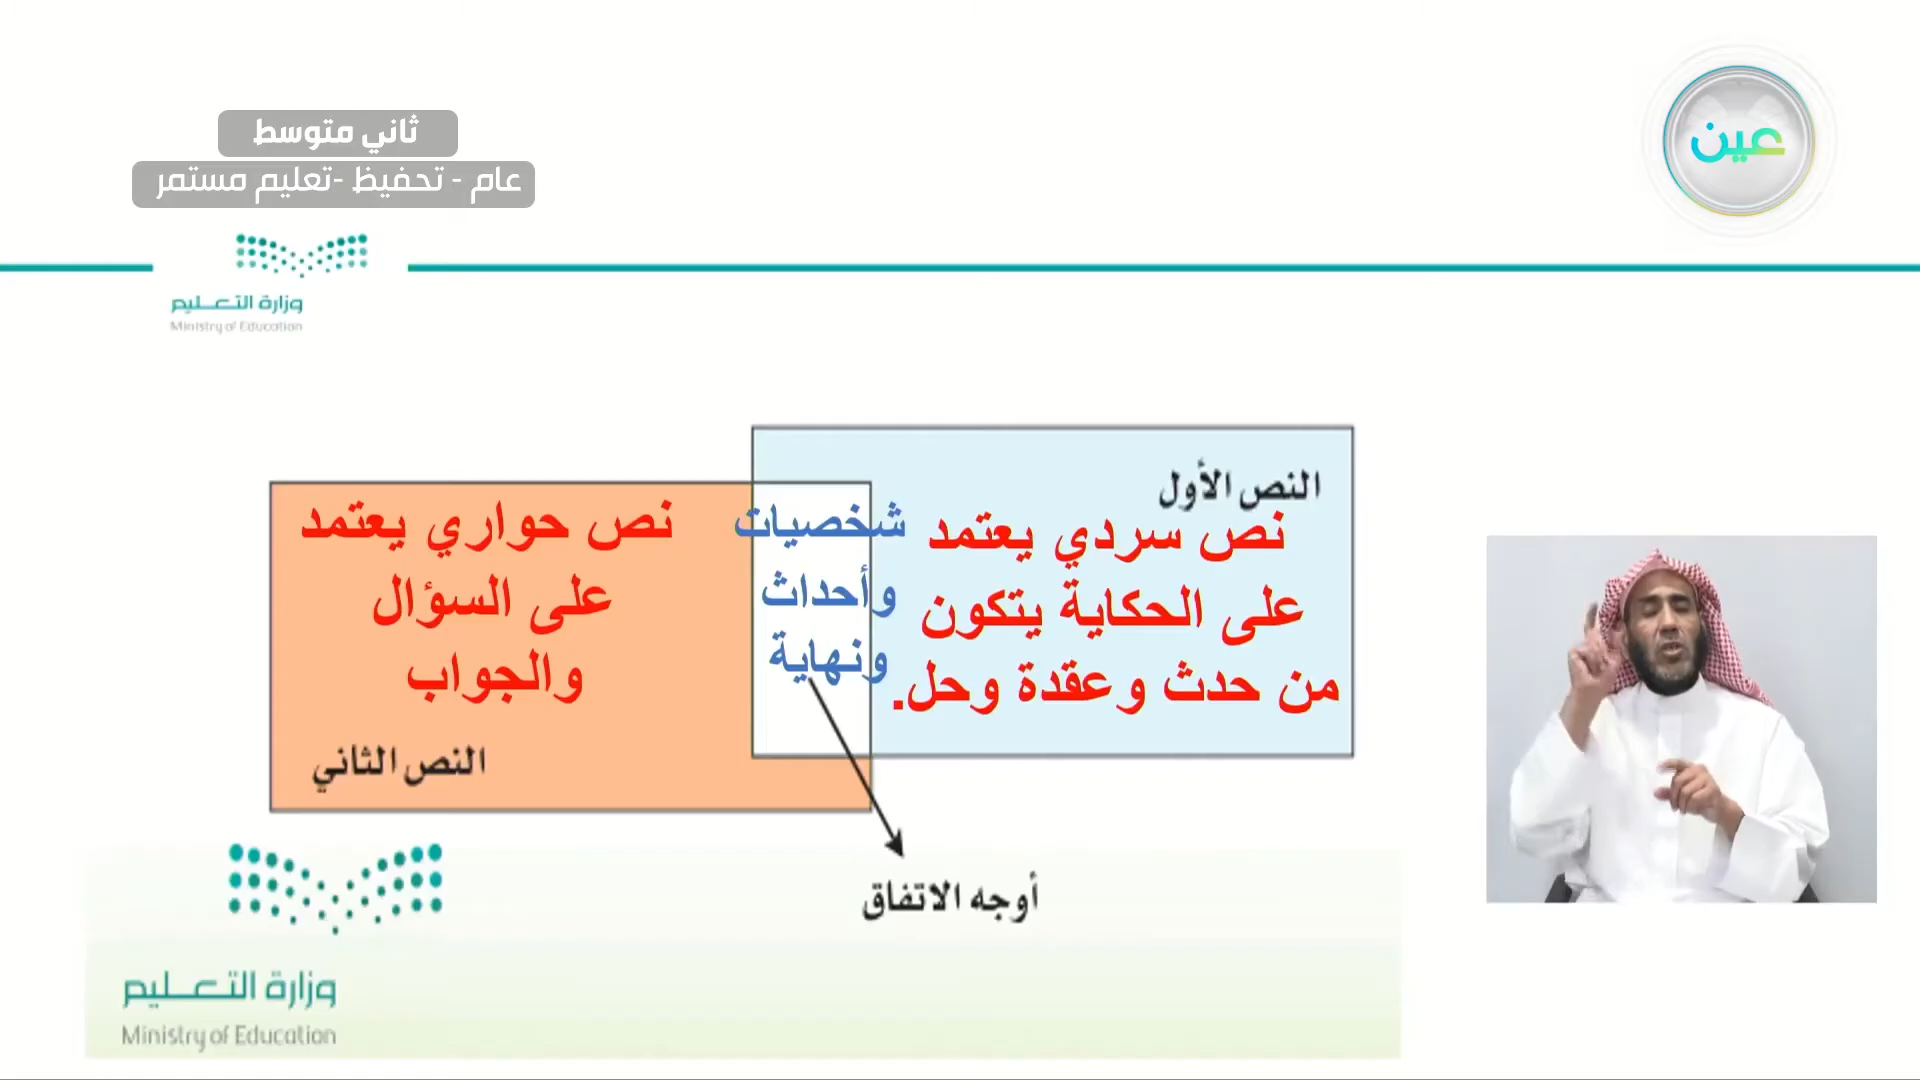 ثاني متوسط
عام - تحفيظ -تعليم مستمر
عين
وزارة التعليم
Ministry of Education
النص الأول
نص سردي يعتمد
على الحكاية يتكون
من حدث وعقدة وحل.
شخصيات
وأحداث
ونهاية
نص حواري يعتمد
على السؤال
والجواب
النص الثاني
أوجه الاتفاق
وزارة التعليم
Ministry of Education